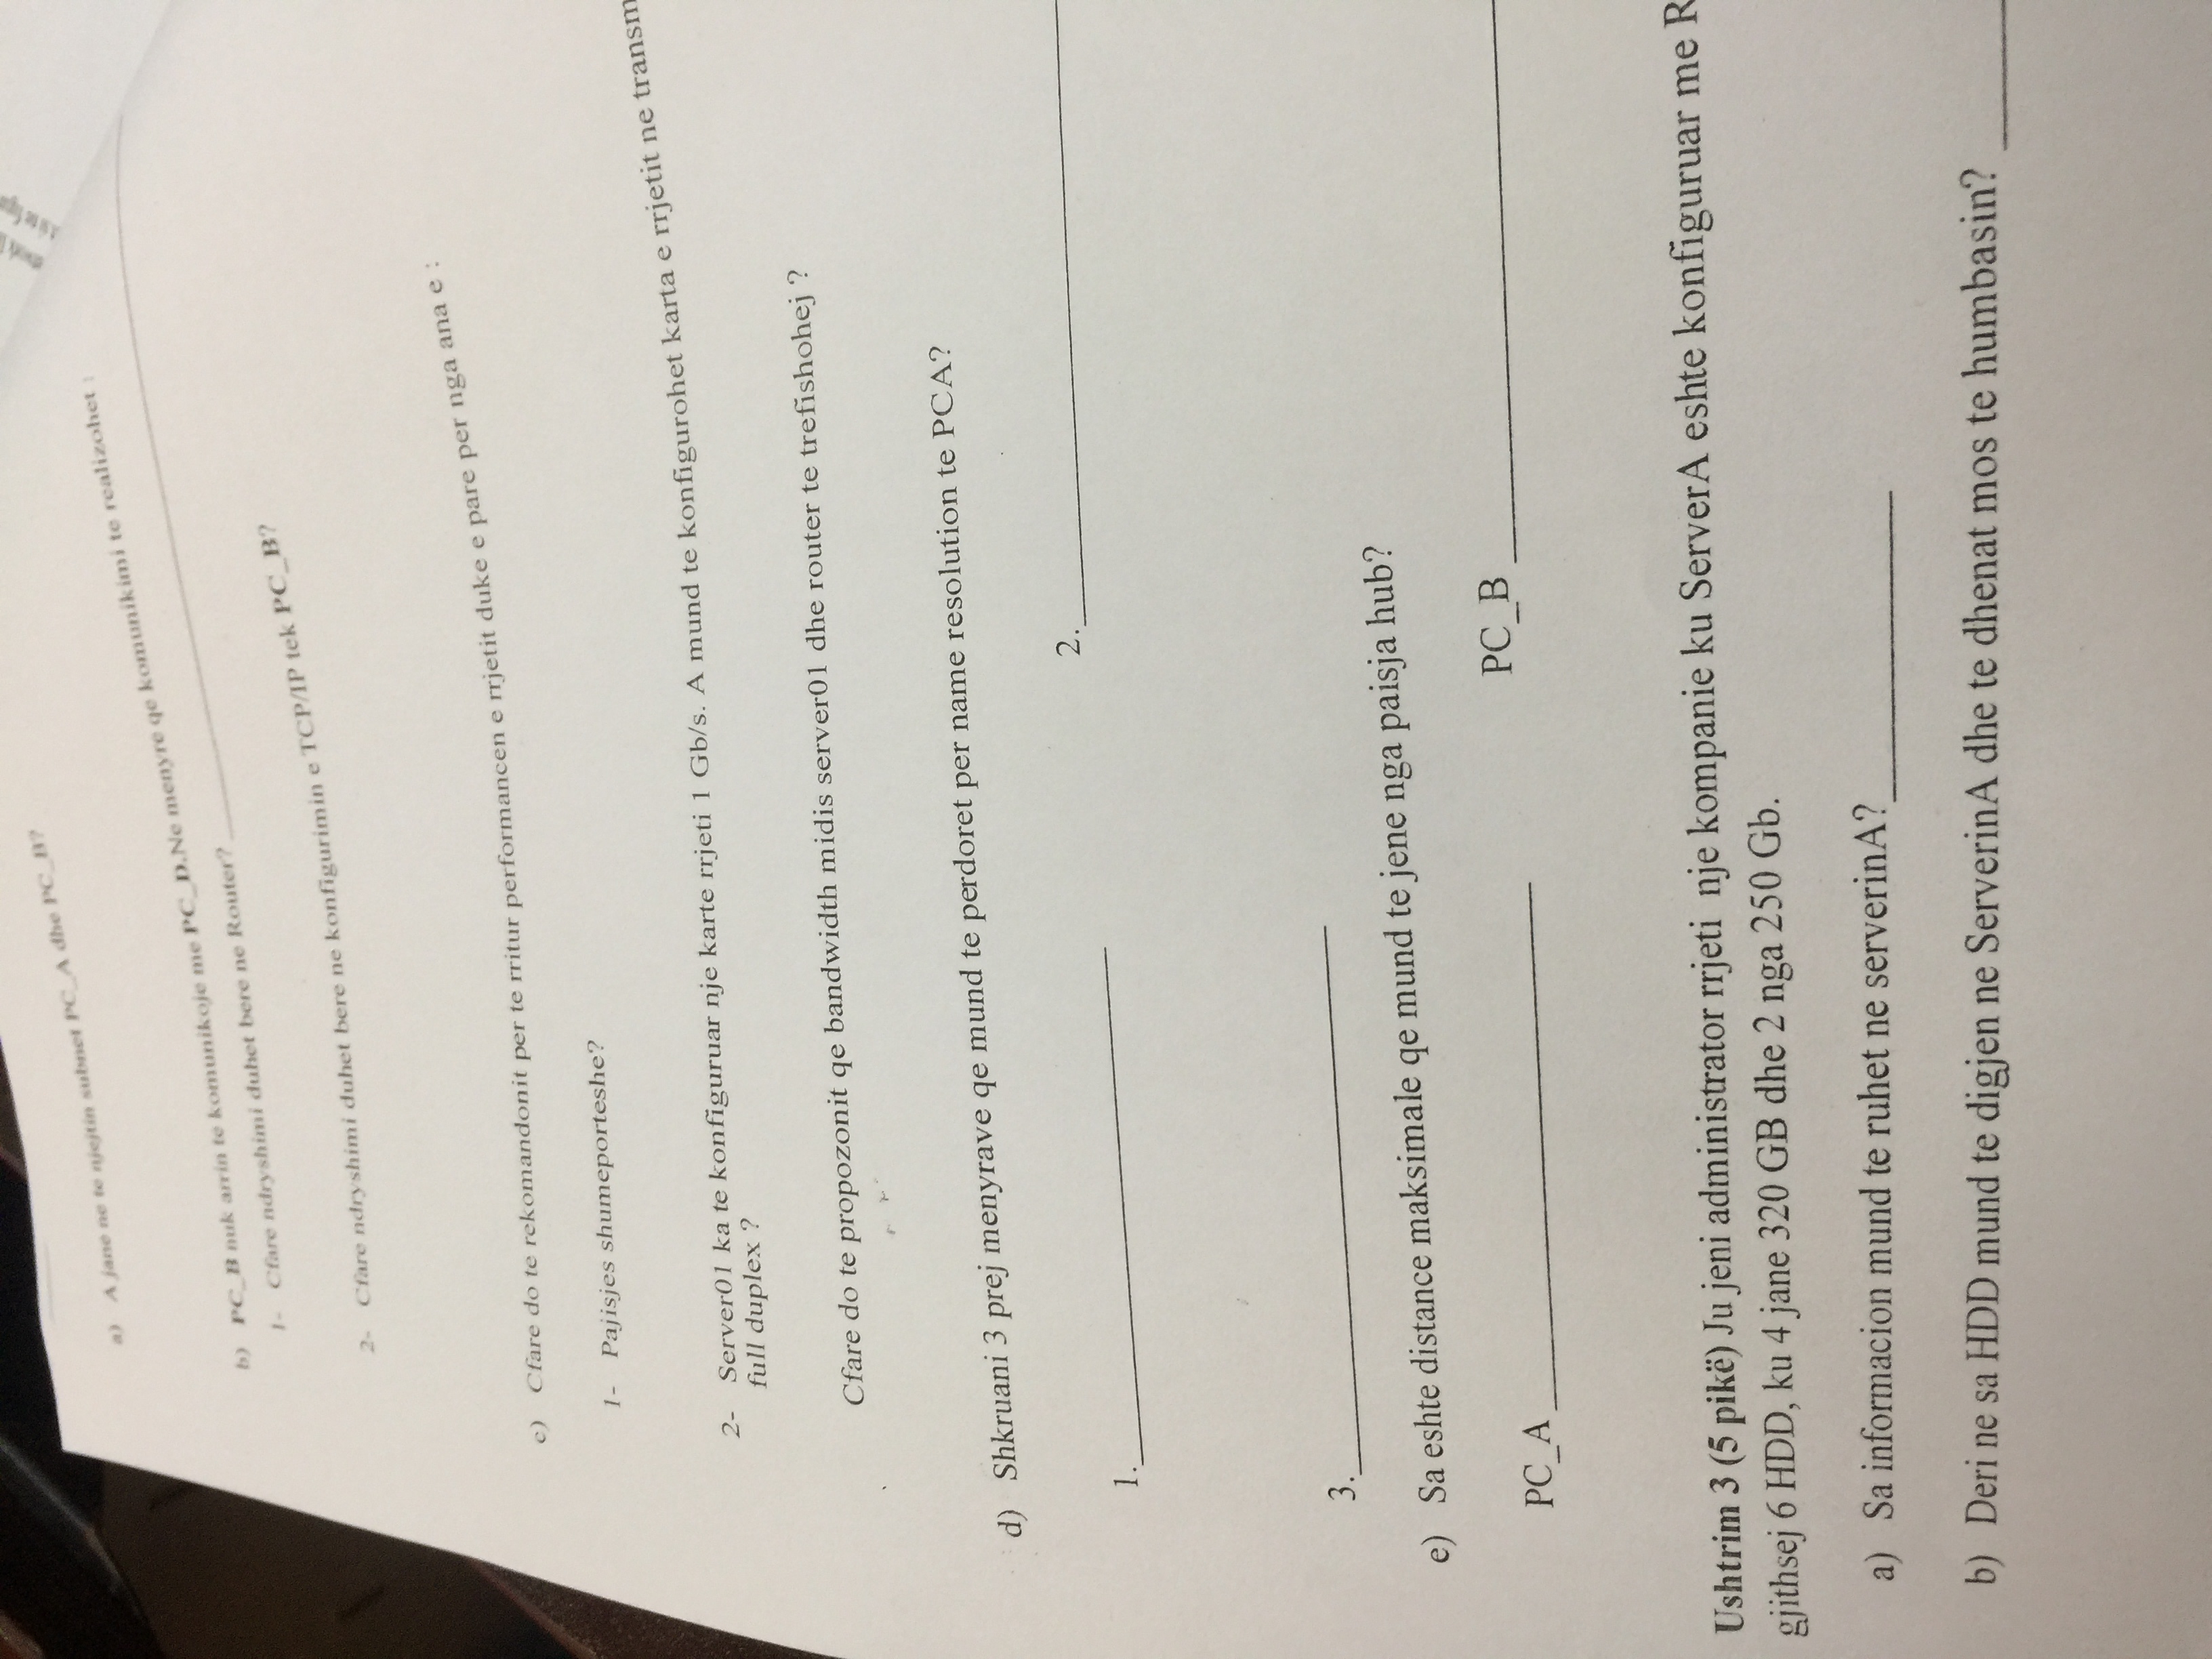 a) A jane ne te njejtin subnet PC_A dhe PC_B?
b) PC_B nuk arrin te komunikoje me PC_D.Ne menyre qe komunikimi te realizohet :
1- Cfare ndryshimi duhet bere ne Router?
2- Cfare ndryshimi duhet bere ne konfigurimin e TCP/IP tek PC_B?
c) Cfare do te rekomandonit per te rritur performancen e rrjetit duke e pare per nga ana e :
1- Pajisjes shumeporteshe?
2- Server01 ka te konfiguruar nje karte rrjeti 1 Gb/s. A mund te konfigurohet karta e rrjetit ne transm
full duplex ?
Cfare do te propozonit qe bandwidth midis server01 dhe router te trefishohej ?
d) Shkruani 3 prej menyrave qe mund te perdoret per name resolution te PCA?
1.
2.
3.
e) Sa eshte distance maksimale qe mund te jene nga paisja hub?
PC_A
PC_B
Ushtrim 3 (5 pikë) Ju jeni administrator rrjeti nje kompanie ku ServerA eshte konfiguruar me R
gjithsej 6 HDD, ku 4 jane 320 GB dhe 2 nga 250 Gb.
a) Sa informacion mund te ruhet ne serverinA?
b) Deri ne sa HDD mund te digjen ne ServerinA dhe te dhenat mos te humbasin?